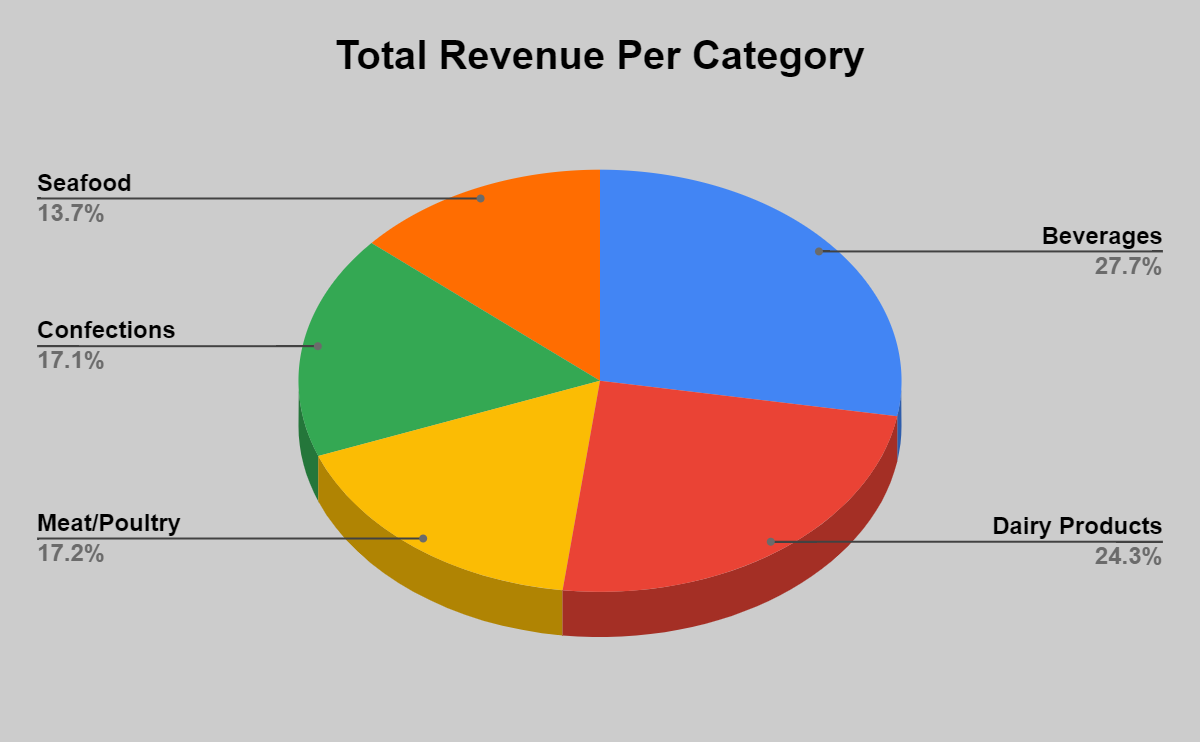 Total Revenue Per Category
Seafood
13.7%
Beverages
27.7%
Confections
17.1%
Meat/Poultry
17.2%
Dairy Products
24.3%